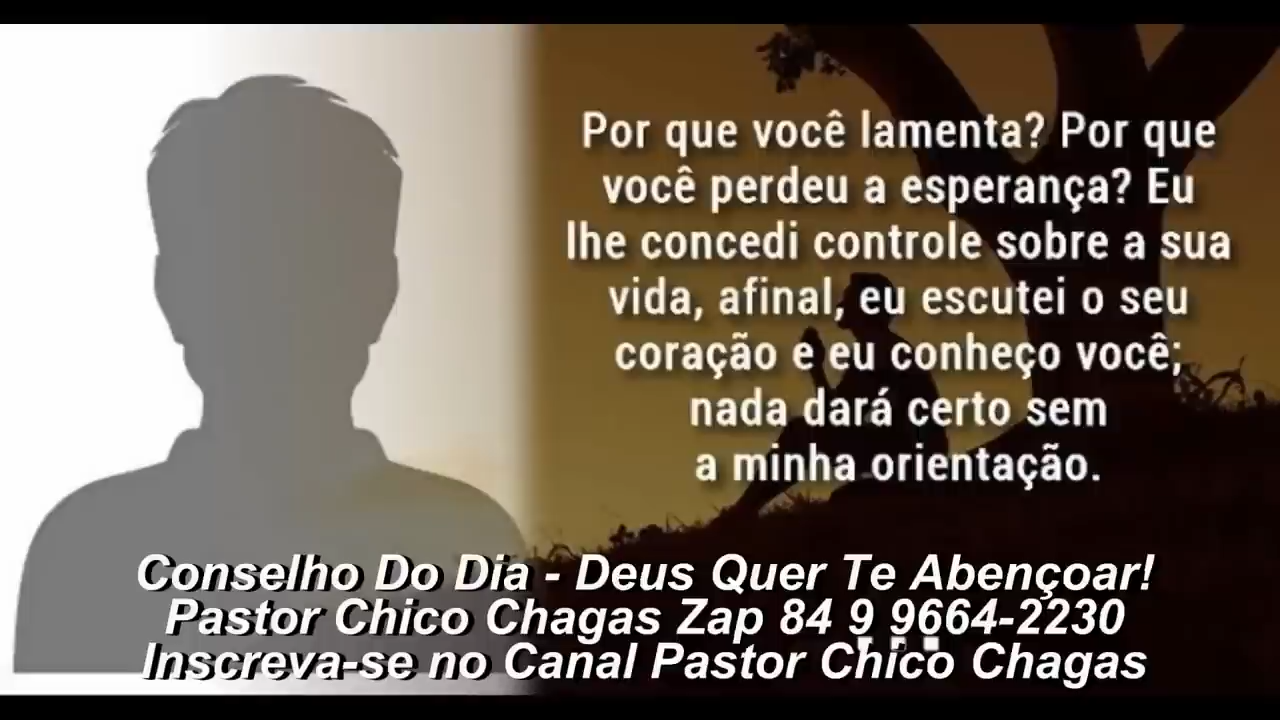 Por que você lamenta? Por que
você perdeu a esperança? Eu
lhe concedi controle sobre a sua
vida, afinal, eu escutei o seu
coração e eu conheço você;
nada dará certo sem
a minha orientação.
Conselho Do Dia - Deus Quer Te Abençoar!
Pastor Chico Chagas Zap 84 9 9664-2230
Inscreva-se no Canal Pastor Chico Chagas